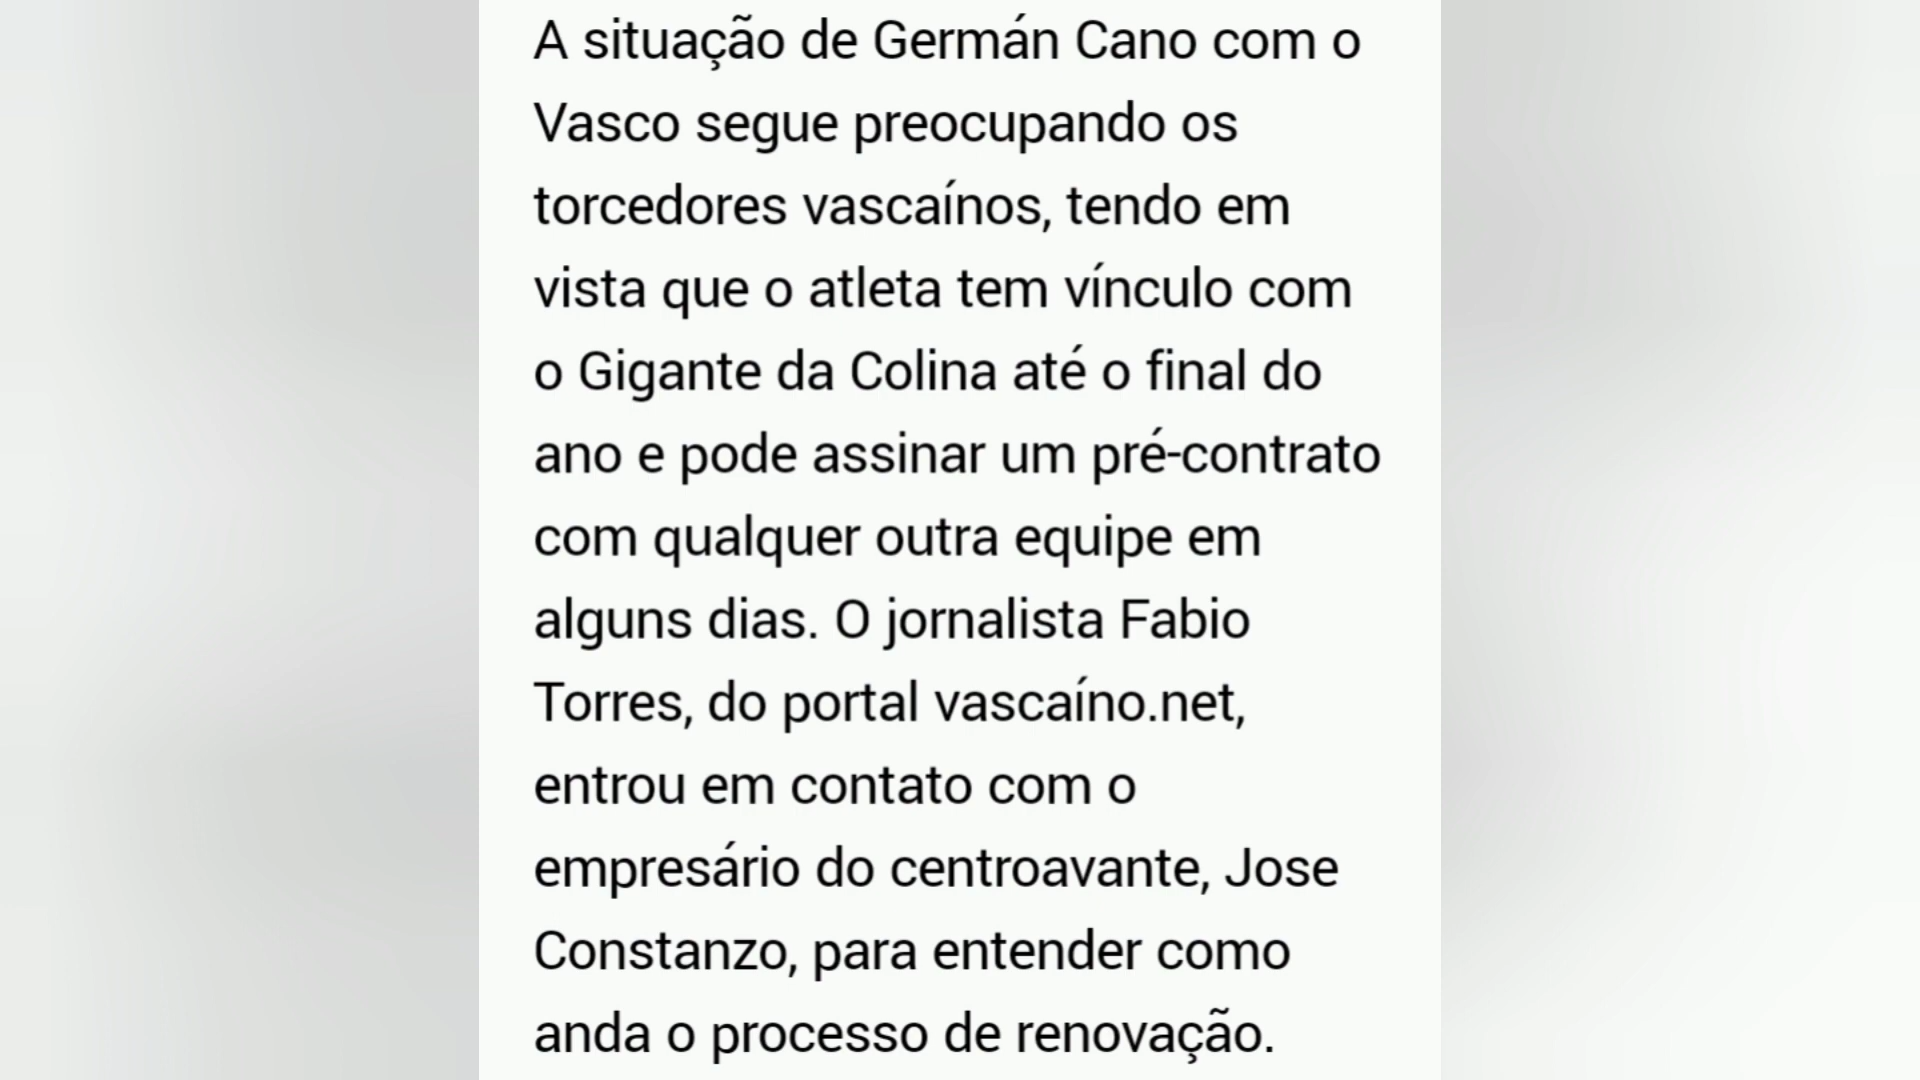 A situação de Germán Cano com o
Vasco segue preocupando os
torcedores vascaínos, tendo em
vista que o atleta tem vínculo com
o Gigante da Colina até o final do
ano e pode assinar um pré-contrato
com qualquer outra equipe em
alguns dias. O jornalista Fabio
Torres, do portal vascaíno.net,
entrou em contato com o
empresário do centroavante, Jose
Constanzo, para entender como
anda o processo de renovação.